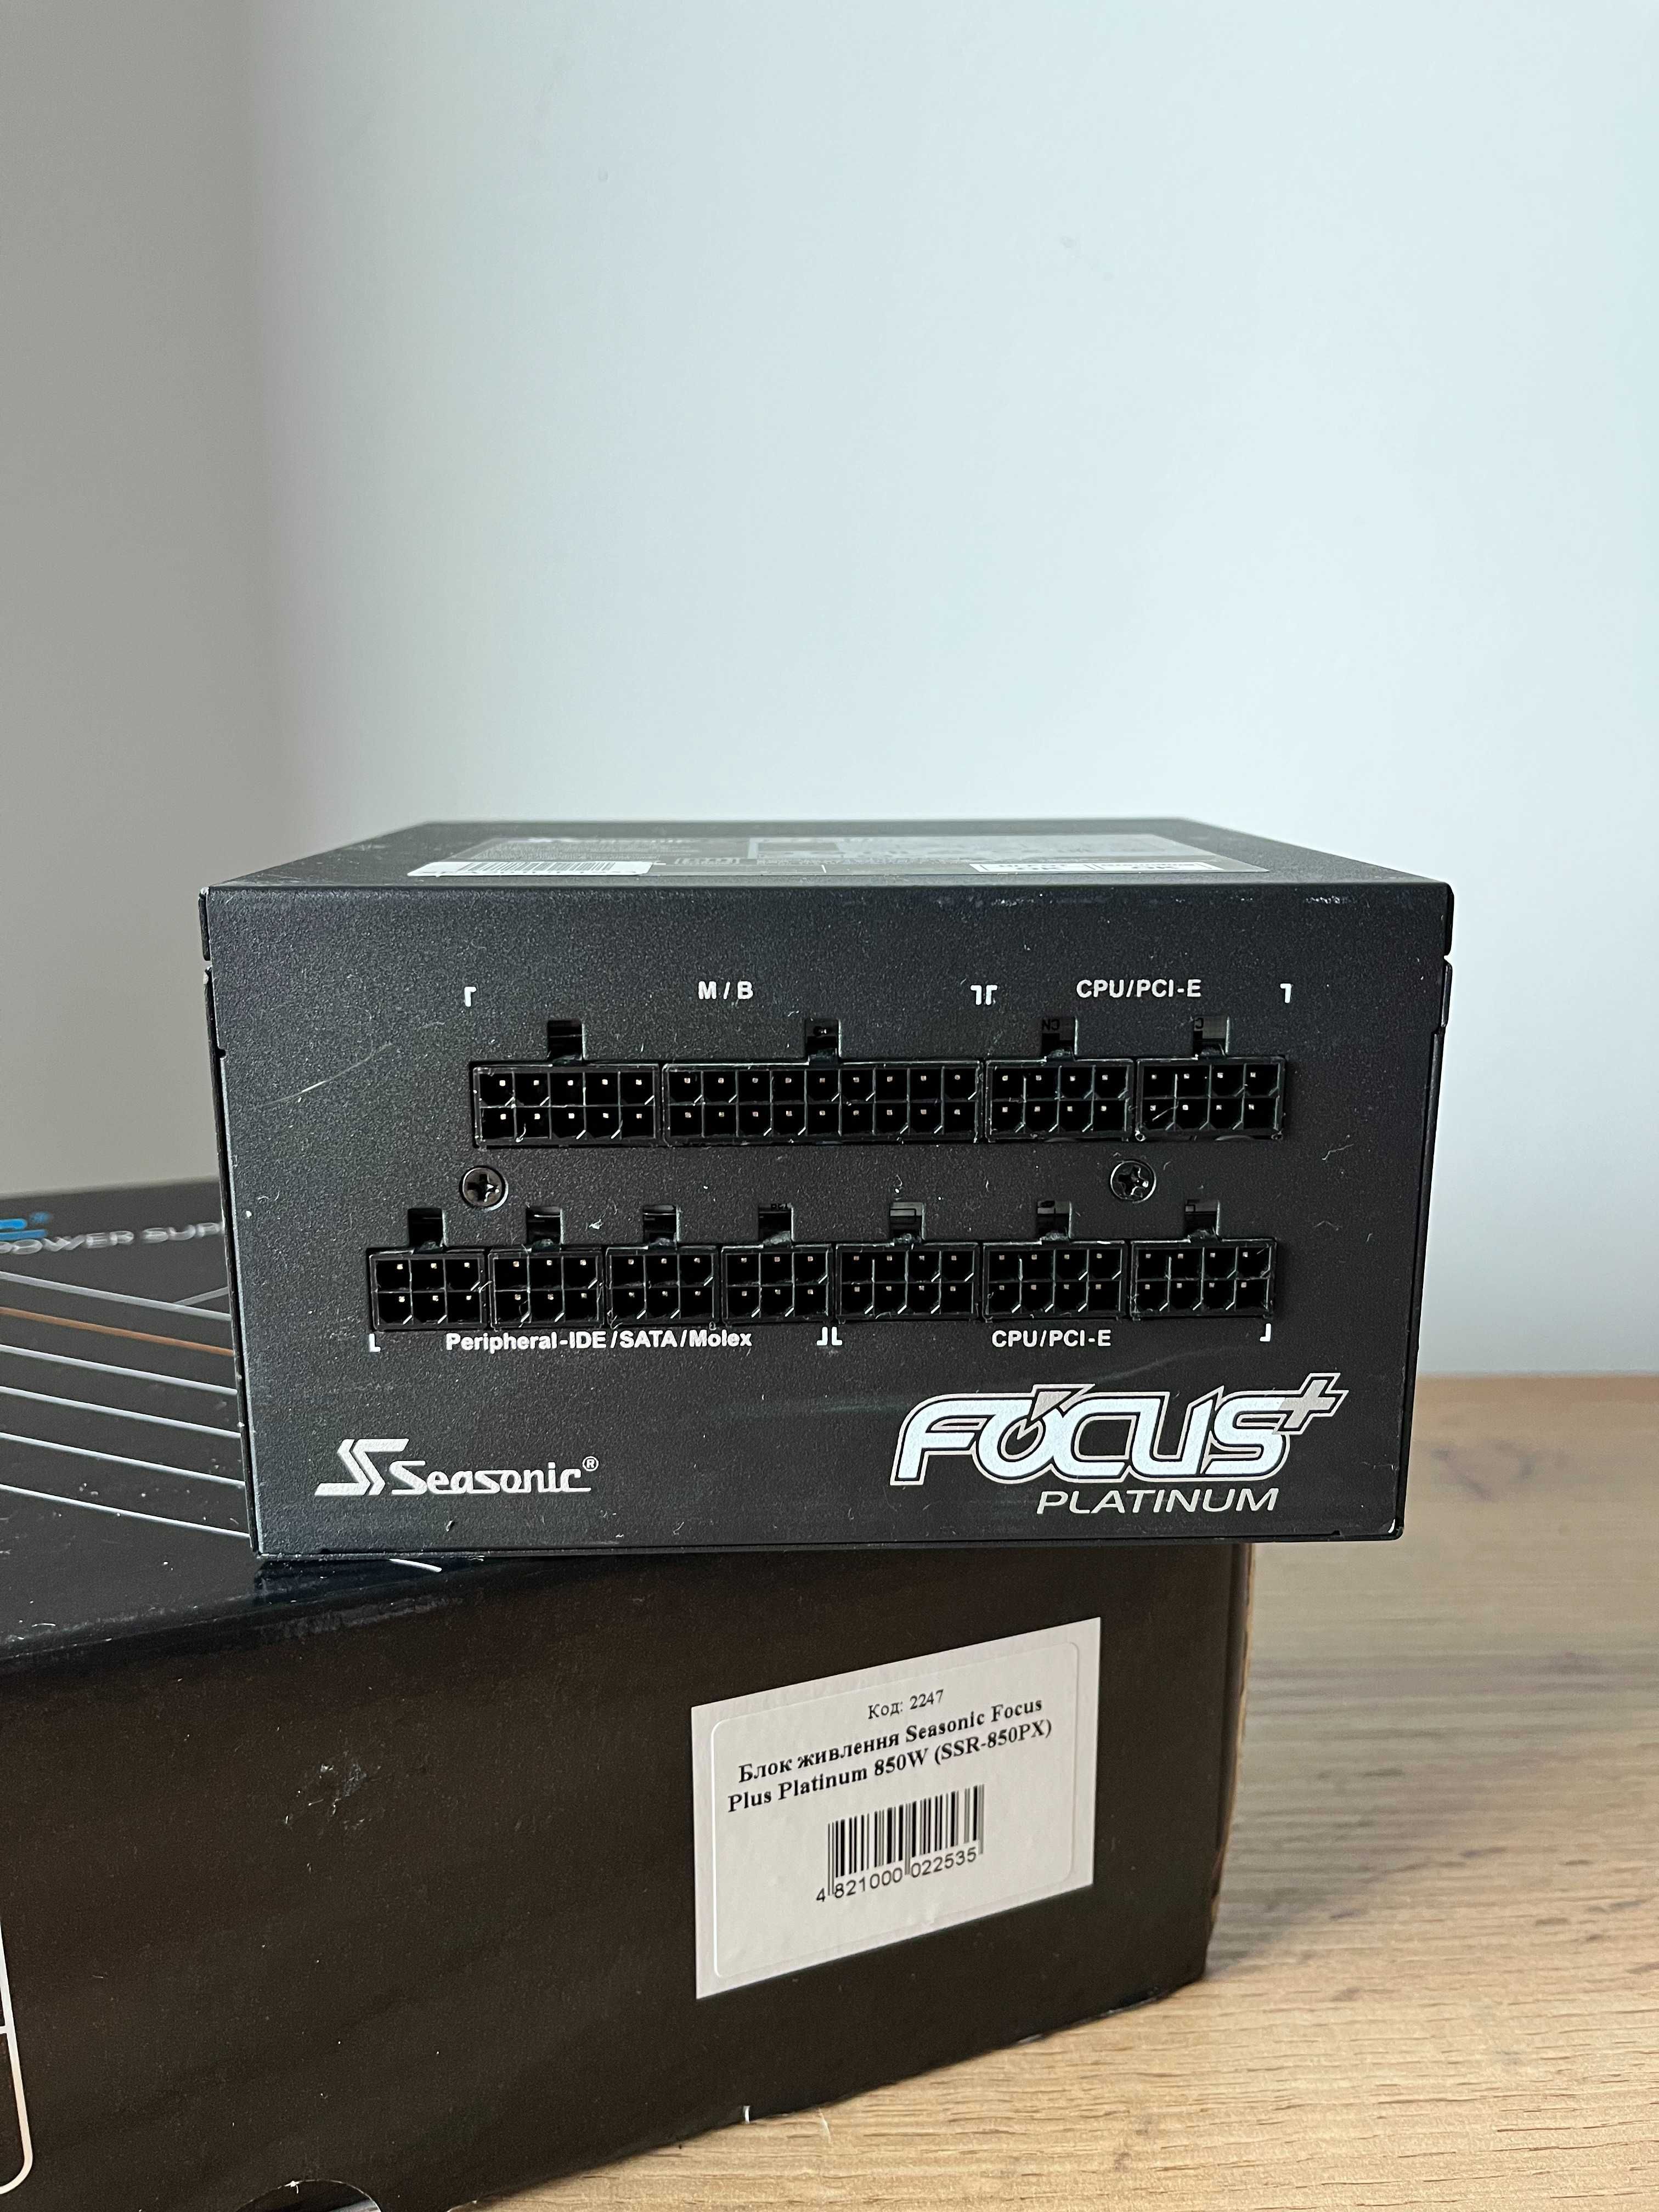 M / B
CPU/PCI-E
Peripheral-IDE/SATA/Molex
CPU/PCI-E
Seasonic®
FOCUS+
PLATINUM
Код: 2247
Блок живлення Seasonic Focus
Plus Platinum 850W (SSR-850PX)
4 821000 022535